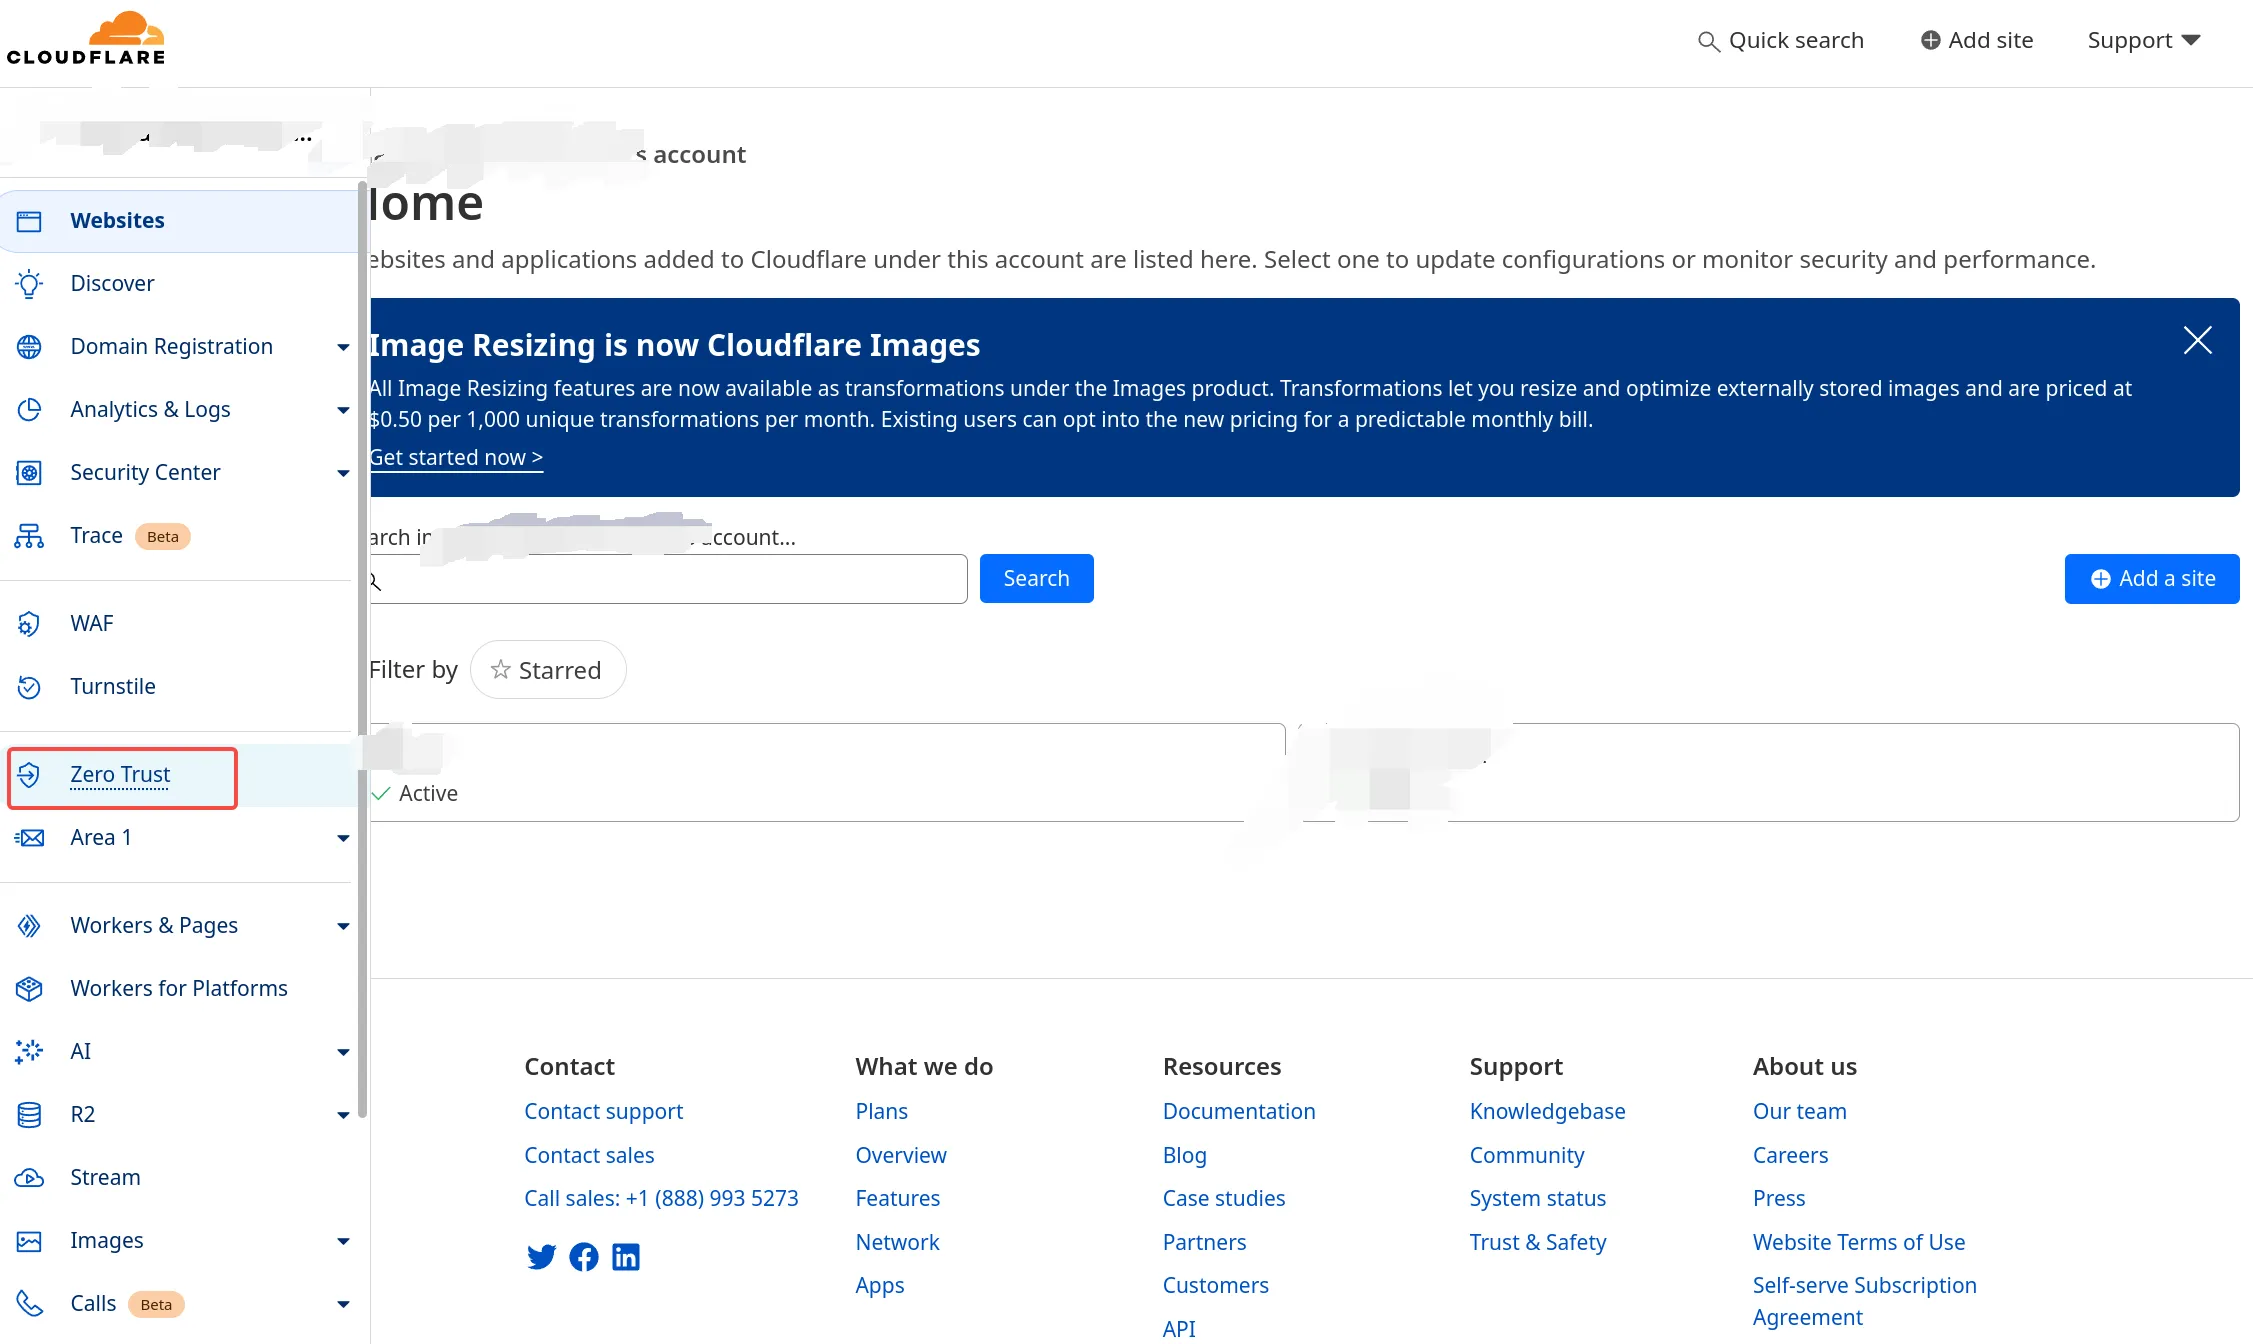 CLOUDFLARE
Quick search
Add site
Support
...
s account
Home
Websites
ebsites and applications added to Cloudflare under this account are listed here. Select one to update configurations or monitor security and performance.
Discover
Domain Registration
Analytics & Logs
Security Center
Trace Beta
WAF
Turnstile
Zero Trust
Area 1
Workers & Pages
Workers for Platforms
AI
R2
Stream
Images
Calls Beta
Image Resizing is now Cloudflare Images
All Image Resizing features are now available as transformations under the Images product. Transformations let you resize and optimize externally stored images and are priced at
$0.50 per 1,000 unique transformations per month. Existing users can opt into the new pricing for a predictable monthly bill.
Get started now >
arch in account...
Search
Add a site
Filter by
Starred
Active
Contact
Contact support
Contact sales
Call sales: +1 (888) 993 5273
What we do
Plans
Overview
Features
Network
Apps
Resources
Documentation
Blog
Case studies
Partners
Customers
API
Support
Knowledgebase
Community
System status
Trust & Safety
About us
Our team
Careers
Press
Website Terms of Use
Self-serve Subscription
Agreement